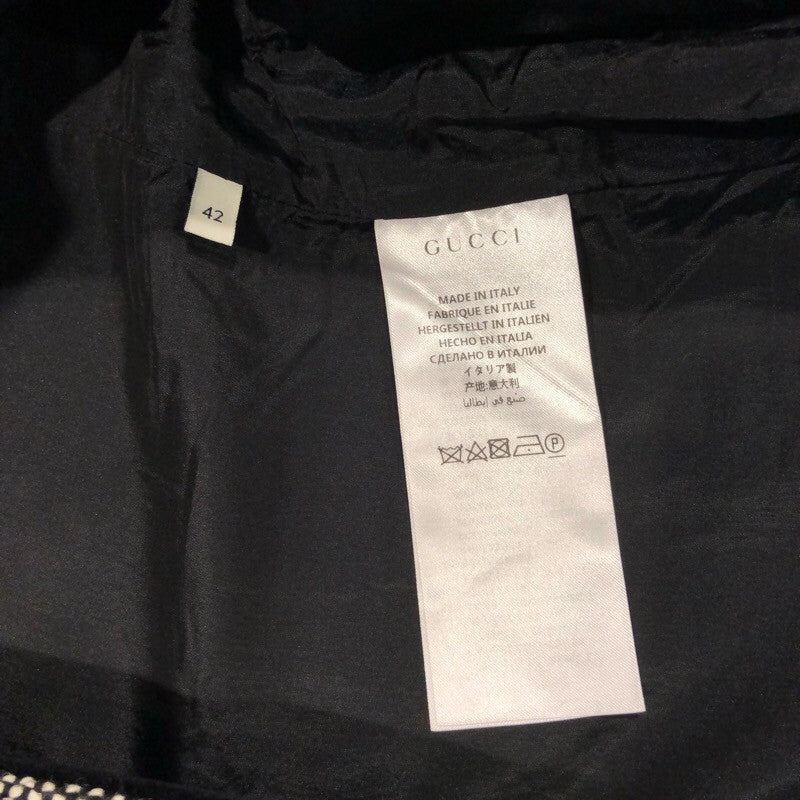 42
GUCCI
MADE IN ITALY
FABRIQUE EN ITALIE
HERGESTELLT IN ITALIEN
HECHO EN ITALIA
СДЕЛАНО В ИТАЛИИ
イタリア製
产地:意大利
صنع في إيطاليا
P